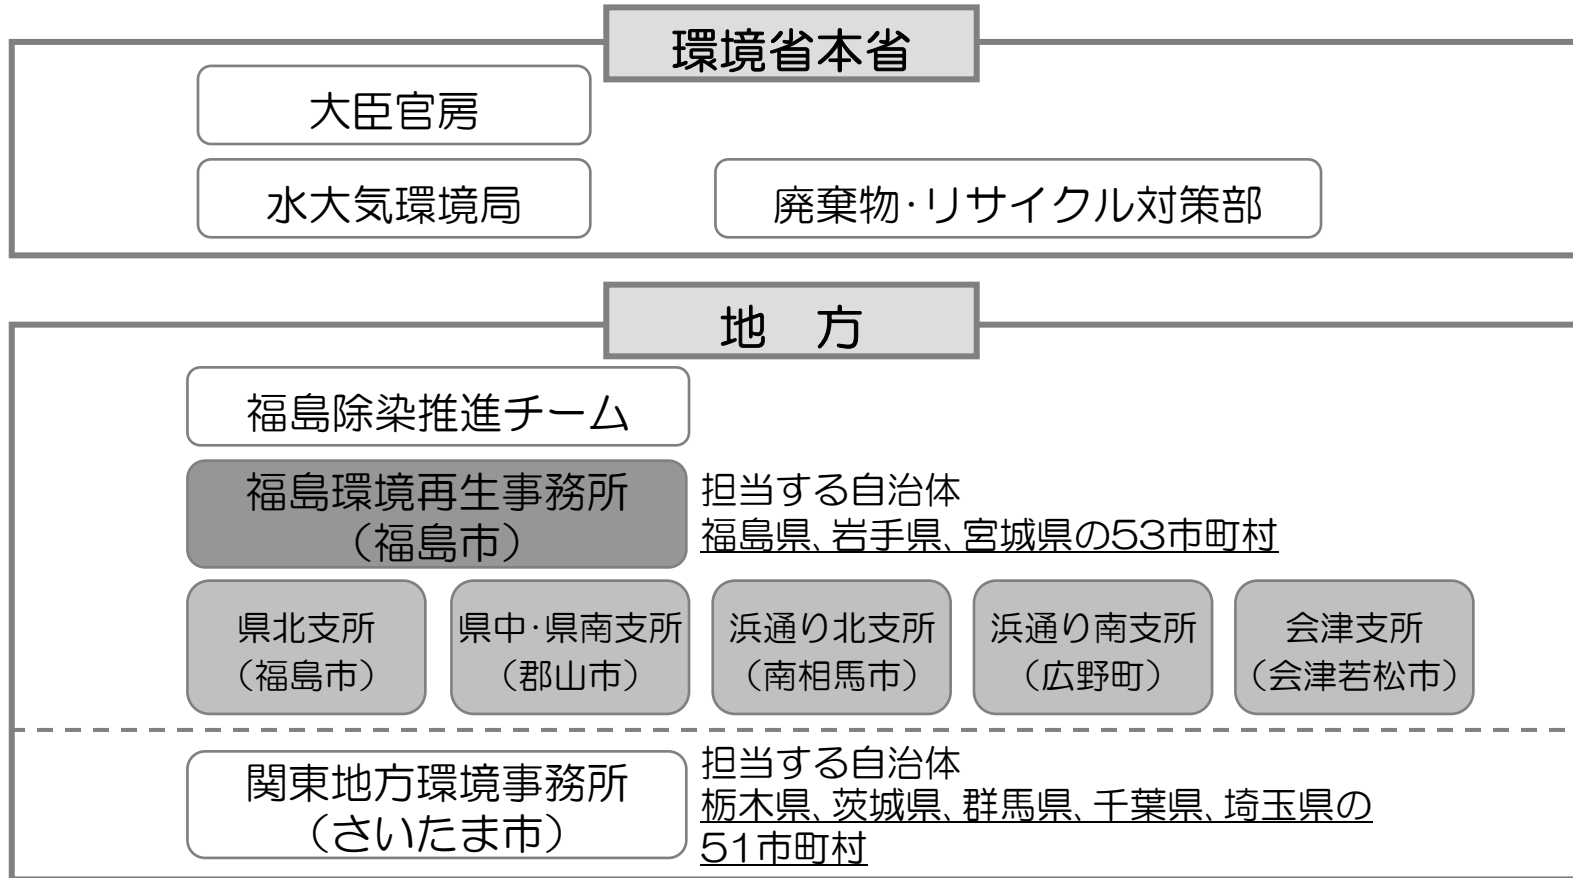 環境省本省
大臣官房
水大気環境局
廃棄物・リサイクル対策部
地　方
福島除染推進チーム
福島環境再生事務所
（福島市）
担当する自治体
福島県、岩手県、宮城県の53市町村
県北支所
（福島市）
県中・県南支所
（郡山市）
浜通り北支所
（南相馬市）
浜通り南支所
（広野町）
会津支所
（会津若松市）
関東地方環境事務所
（さいたま市）
担当する自治体
栃木県、茨城県、群馬県、千葉県、埼玉県の
51市町村